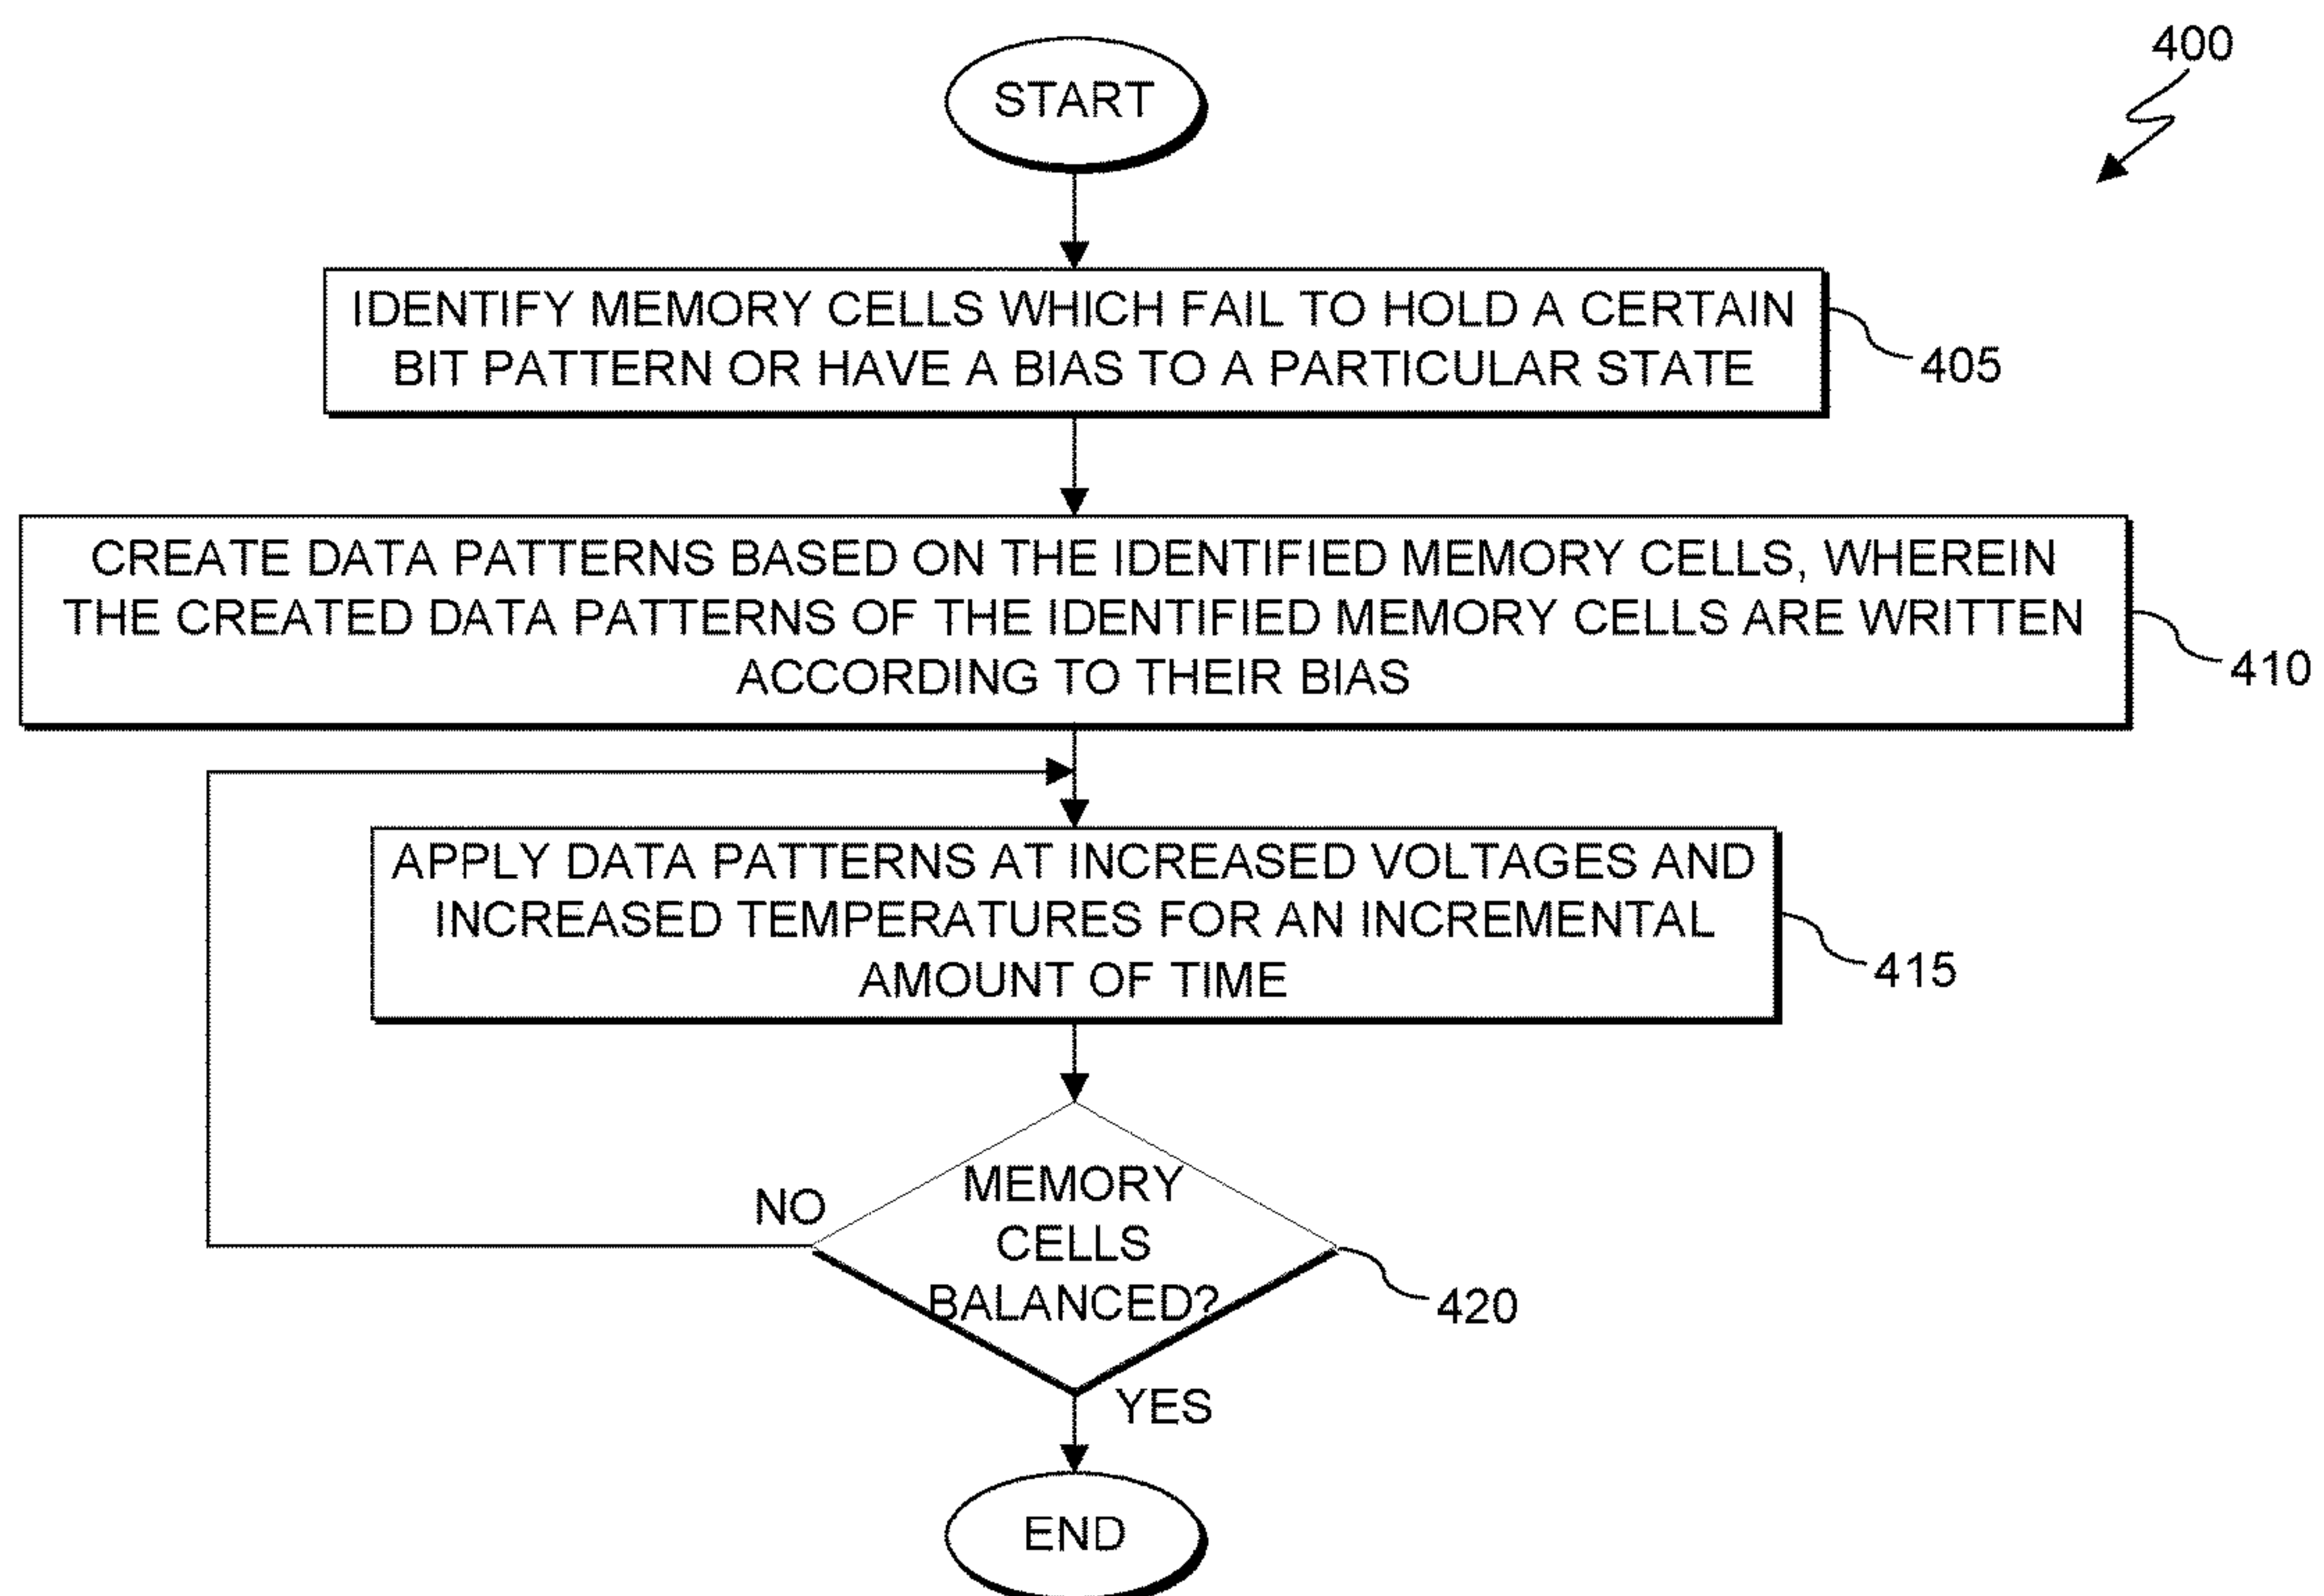 400
START
IDENTIFY MEMORY CELLS WHICH FAIL TO HOLD A CERTAIN
BIT PATTERN OR HAVE A BIAS TO A PARTICULAR STATE
405
CREATE DATA PATTERNS BASED ON THE IDENTIFIED MEMORY CELLS, WHEREIN
THE CREATED DATA PATTERNS OF THE IDENTIFIED MEMORY CELLS ARE WRITTEN
ACCORDING TO THEIR BIAS
410
APPLY DATA PATTERNS AT INCREASED VOLTAGES AND
INCREASED TEMPERATURES FOR AN INCREMENTAL
AMOUNT OF TIME
415
NO
MEMORY
CELLS
BALANCED?
420
YES
END